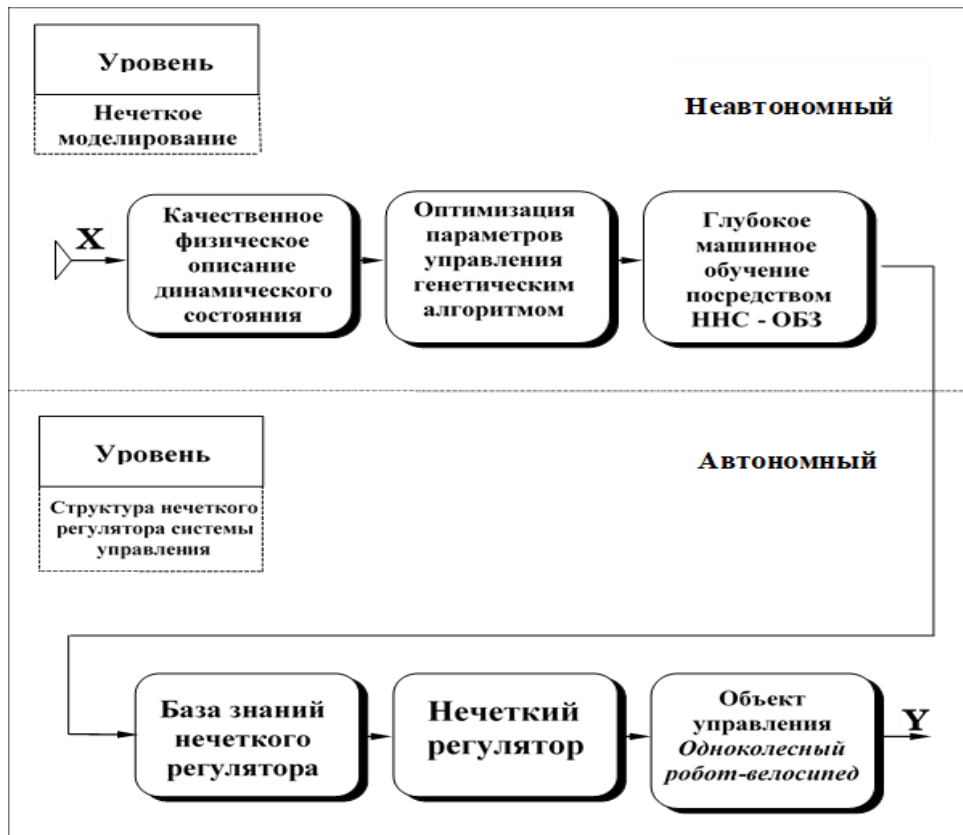 Уровень
Нечеткое
моделирование
Неавтономный
X
Качественное
физическое
описание
динамического
состояния
Оптимизация
параметров
управления
генетическим
алгоритмом
Глубокое
машинное
обучение
посредством
ННС - ОБЗ
Уровень
Структура нечеткого
регулятора системы
управления
Автономный
База знаний
нечеткого
регулятора
Нечеткий
регулятор
Объект
управления
Одноколесный
робот-велосипед
Y